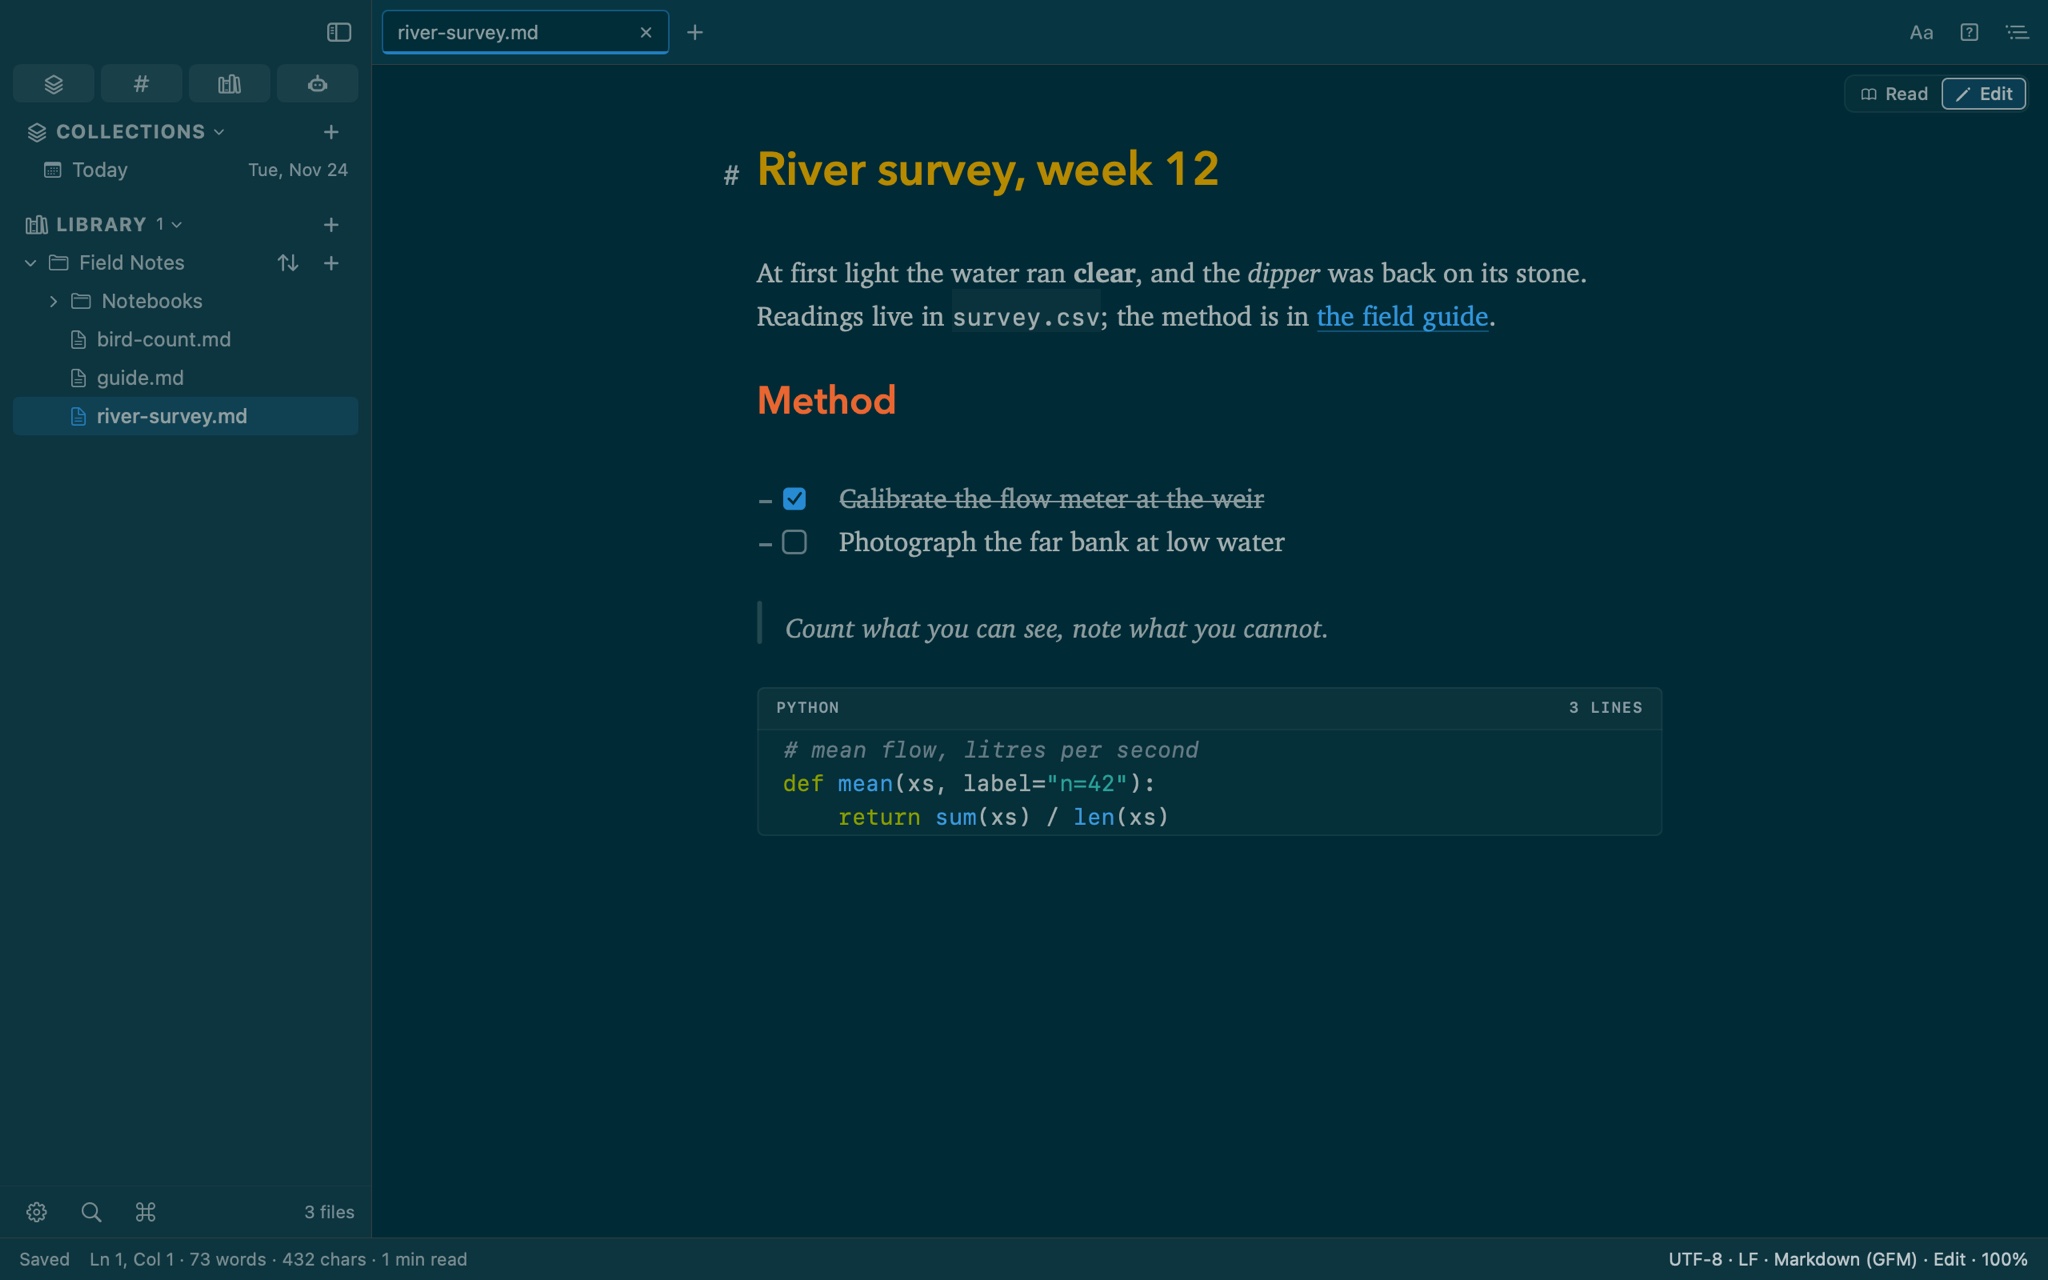 river-survey.md
Aa
Read
Edit
#
COLLECTIONS
Today
Tue, Nov 24
LIBRARY 1
Field Notes
Notebooks
bird-count.md
guide.md
river-survey.md
# River survey, week 12
At first light the water ran clear, and the dipper was back on its stone.
Readings live in survey.csv; the method is in the field guide.
Method
– Calibrate the flow meter at the weir
– Photograph the far bank at low water
Count what you can see, note what you cannot.
PYTHON
3 LINES
# mean flow, litres per second
def mean(xs, label="n=42"):
    return sum(xs) / len(xs)
3 files
Saved Ln 1, Col 1 · 73 words · 432 chars · 1 min read
UTF-8 · LF · Markdown (GFM) · Edit · 100%